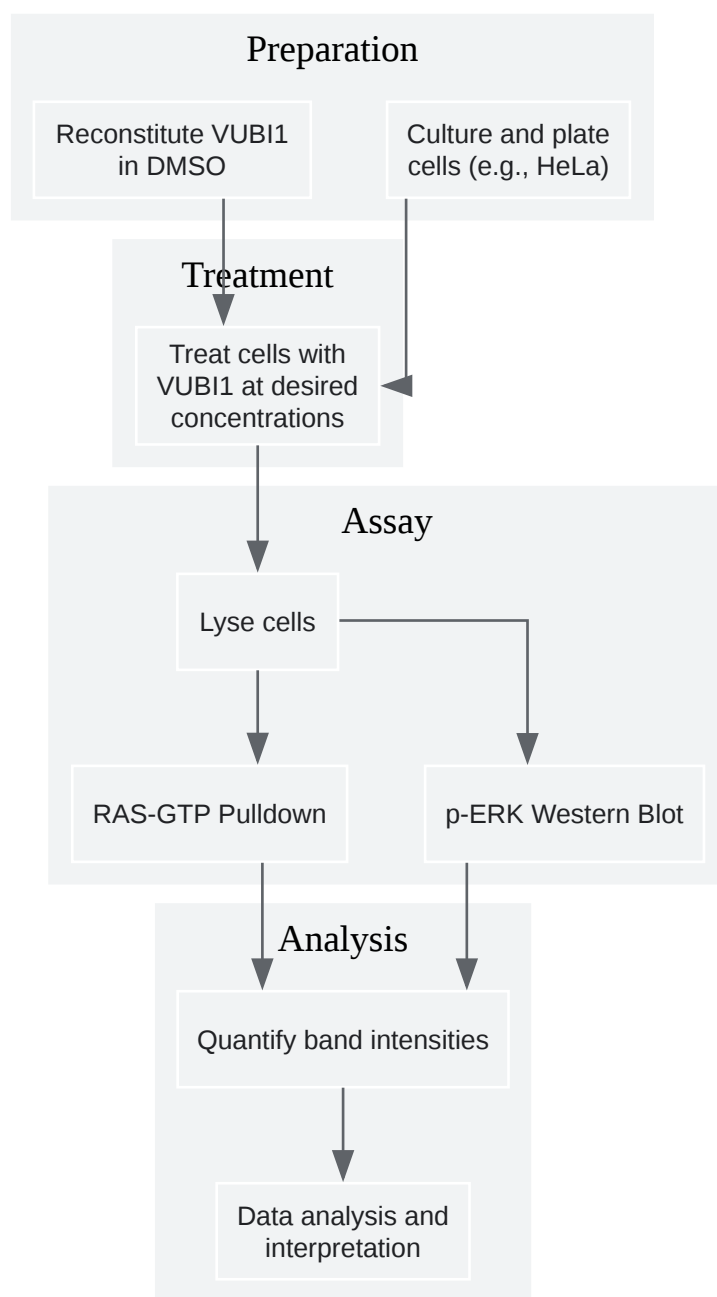 Preparation
Reconstitute VUBI1
in DMSO
Culture and plate
cells (e.g., HeLa)
Treatment
Treat cells with
VUBI1 at desired
concentrations
Assay
Lyse cells
RAS-GTP Pulldown
p-ERK Western Blot
Analysis
Quantify band intensities
Data analysis and
interpretation